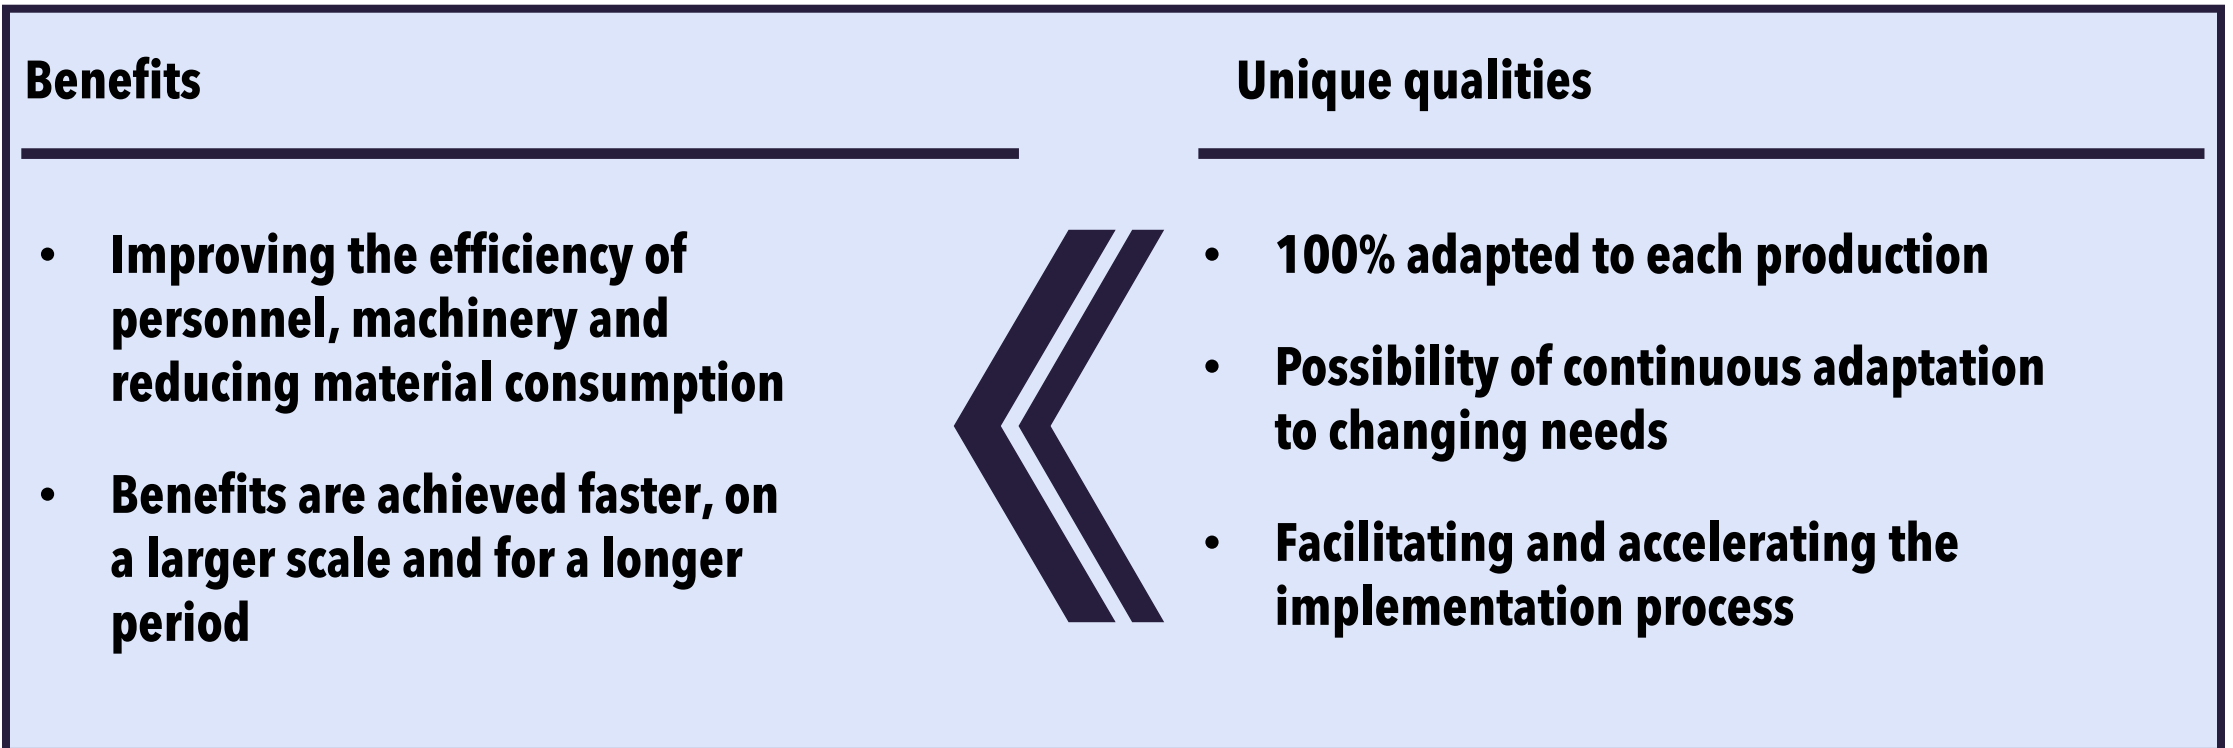 Benefits
• Improving the efficiency of
personnel, machinery and
reducing material consumption
• Benefits are achieved faster, on
a larger scale and for a longer
period
Unique qualities
• 100% adapted to each production
• Possibility of continuous adaptation
to changing needs
• Facilitating and accelerating the
implementation process